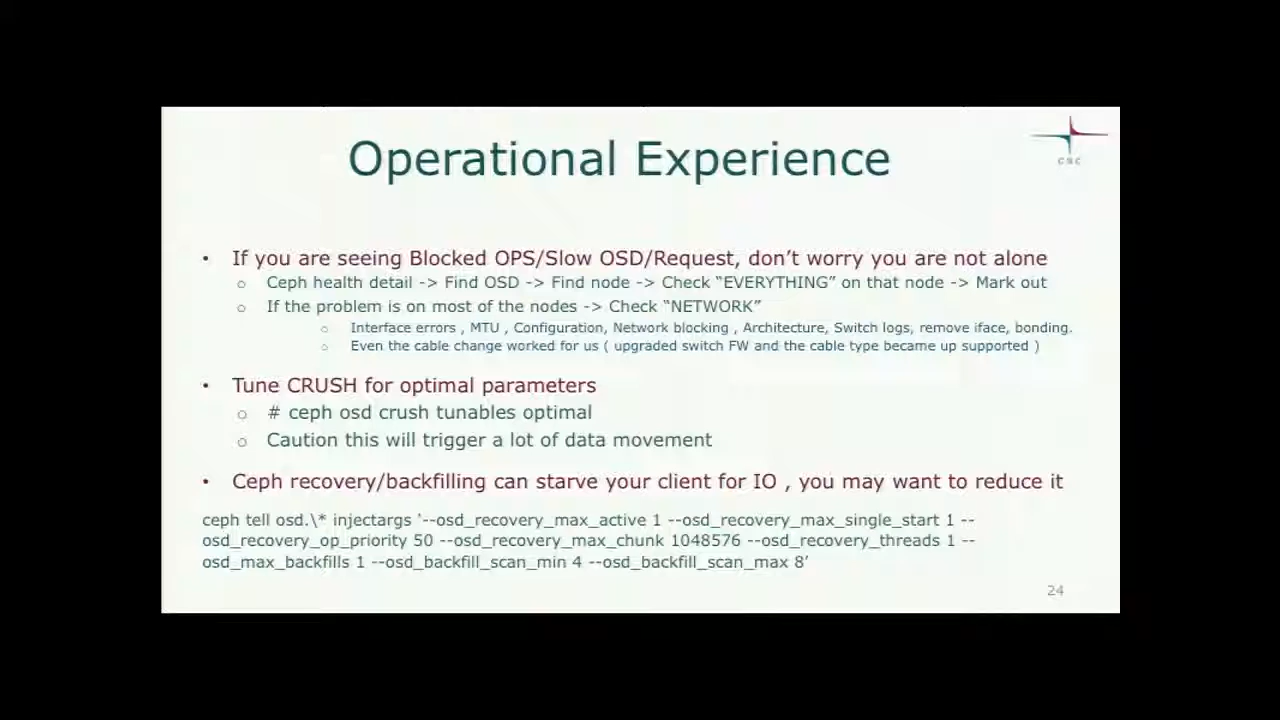 Operational Experience
CSC
• If you are seeing Blocked OPS/Slow OSD/Request, don’t worry you are not alone
o Ceph health detail -> Find OSD -> Find node -> Check “EVERYTHING” on that node -> Mark out
o If the problem is on most of the nodes -> Check “NETWORK”
o Interface errors , MTU , Configuration, Network blocking , Architecture, Switch logs, remove iface, bonding.
o Even the cable change worked for us ( upgraded switch FW and the cable type became up supported )
• Tune CRUSH for optimal parameters
o # ceph osd crush tunables optimal
o Caution this will trigger a lot of data movement
• Ceph recovery/backfilling can starve your client for IO , you may want to reduce it
ceph tell osd.\* injectargs ‘--osd_recovery_max_active 1 --osd_recovery_max_single_start 1 --
osd_recovery_op_priority 50 --osd_recovery_max_chunk 1048576 --osd_recovery_threads 1 --
osd_max_backfills 1 --osd_backfill_scan_min 4 --osd_backfill_scan_max 8’
24